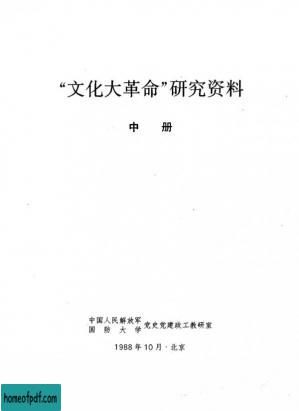 “文化大革命”研究资料
中册
中国人民解放军
国防大学
党史党建政工教研室
1988年10月·北京
homeofpdf.com